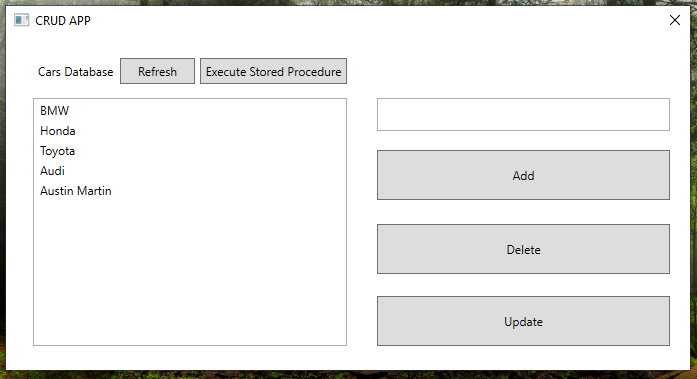 CRUD APP
Cars Database Refresh Execute Stored Procedure
BMW
Honda
Toyota
Audi
Austin Martin
Add
Delete
Update